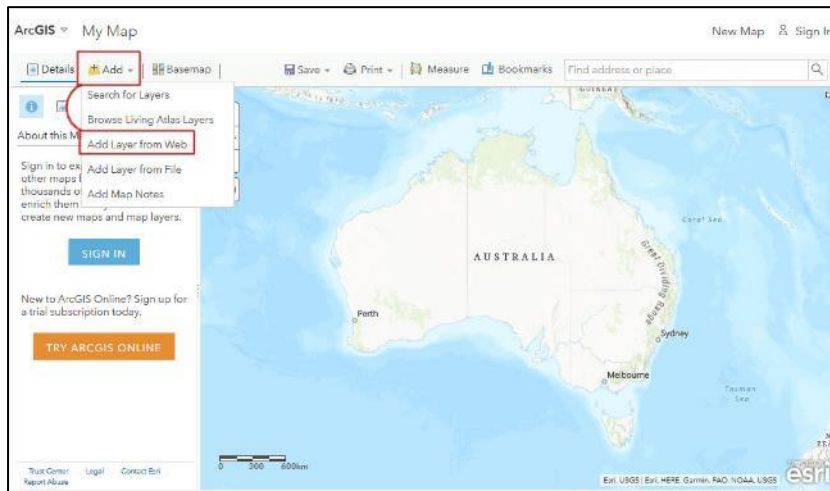 ArcGIS My Map
New Map Sign In
Details Add Basemap Save Print Measure Bookmarks Find address or place
Search for Layers
Browse Living Atlas Layers
Add Layer from Web
Add Layer from File
Add Map Notes
About this M
Sign in to ex
other maps
thousands o
enrich them
create new maps and map layers.
SIGN IN
New to ArcGIS Online? Sign up for
a trial subscription today.
TRY ARCGIS ONLINE
AUSTRALIA
Coral Sea
Great Dividing Range
Perth
Sydney
Melbourne
Tasman
Sea
0 300 600km
Trust Center Legal Contact Esri
Report Abuse
Esri, USGS | Esri, HERE, Garmin, FAO, NOAA, USGS
esri